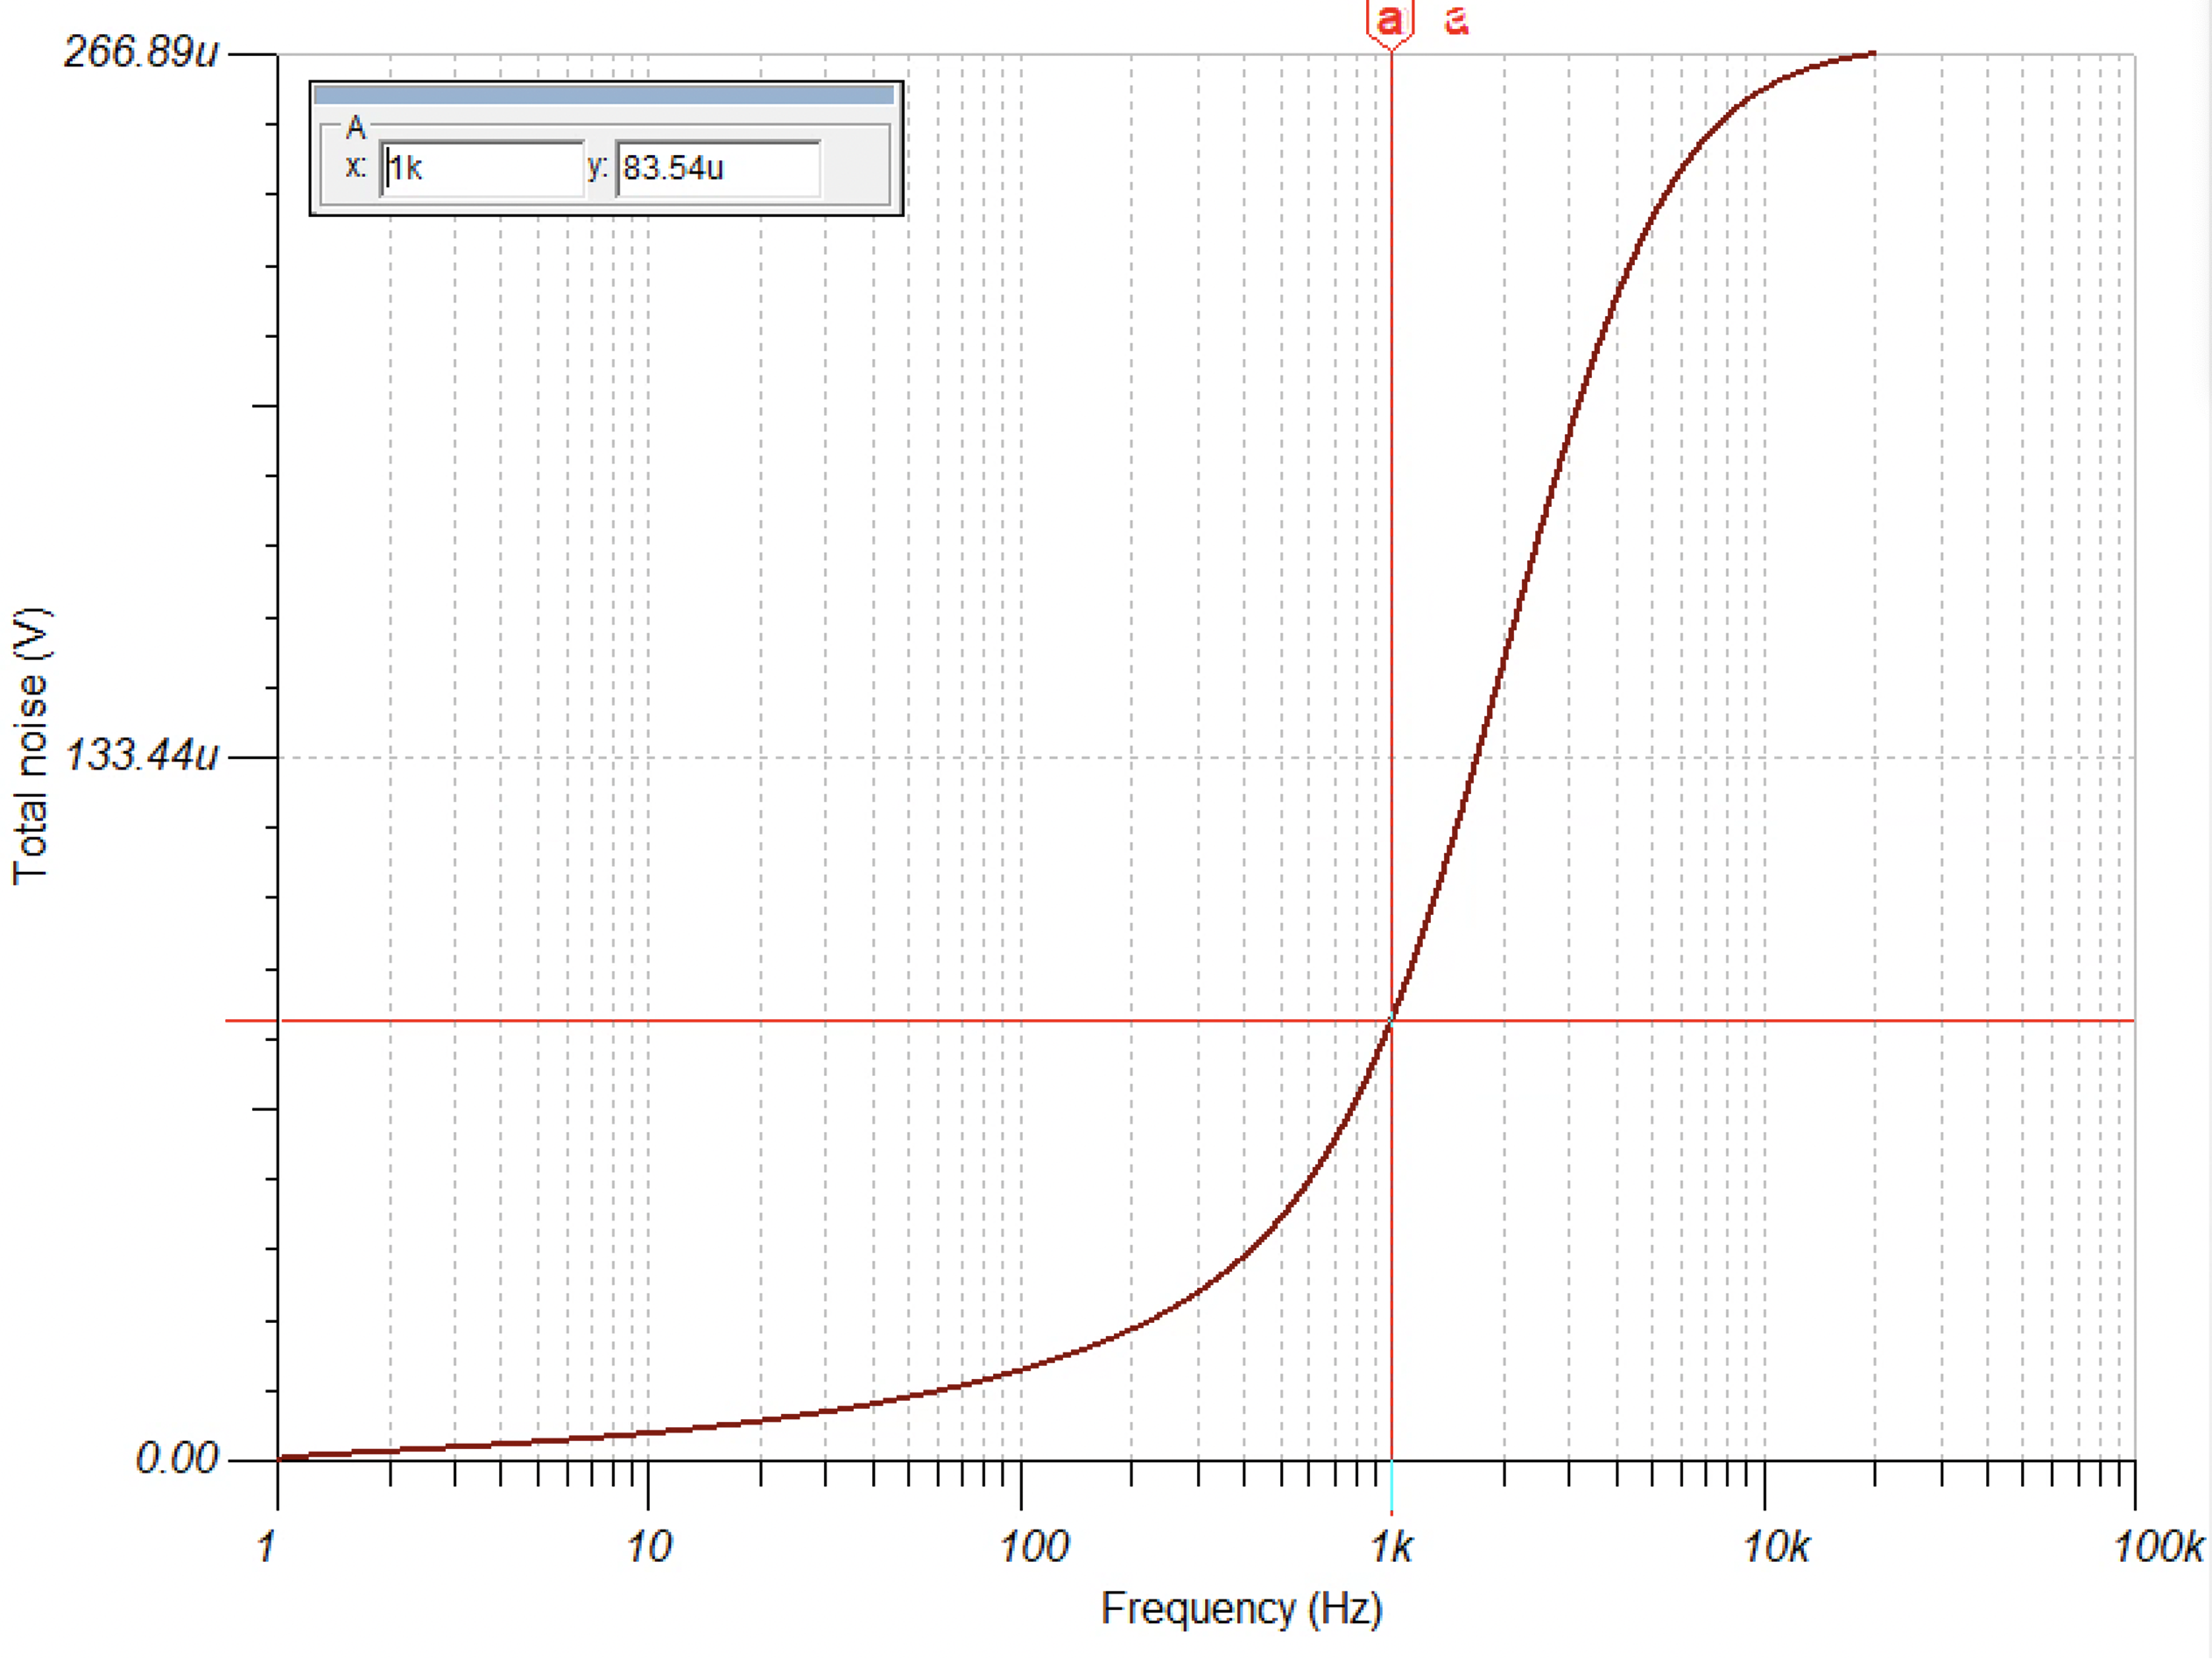 a a
266.89u
A
x: 1k y: 83.54u
133.44u
Total noise (V)
0.00
1 10 100 1k 10k 100k
Frequency (Hz)